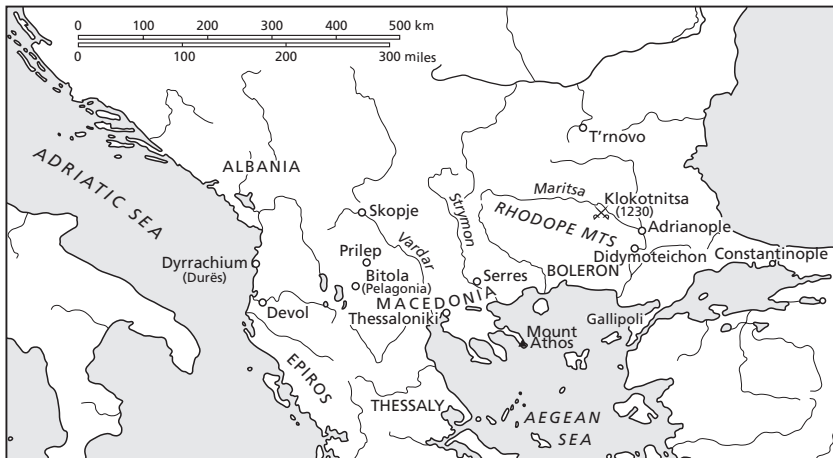 0 100 200 300 400 500 km
0 100 200 300 miles
T'rnovo
ADRIATIC SEA
ALBANIA
Maritsa
Klokotnitsa
(1230)
Strymon
Skopje
RHODOPE MTS
Adrianople
Vardar
Prilep
Didymoteichon
Constantinople
Dyrrachium
(Durës)
Bitola
(Pelagonia)
Serres
BOLERON
MACEDONIA
Devol
Thessaloniki
Gallipoli
Mount
Athos
EPIROS
THESSALY
AEGEAN
SEA